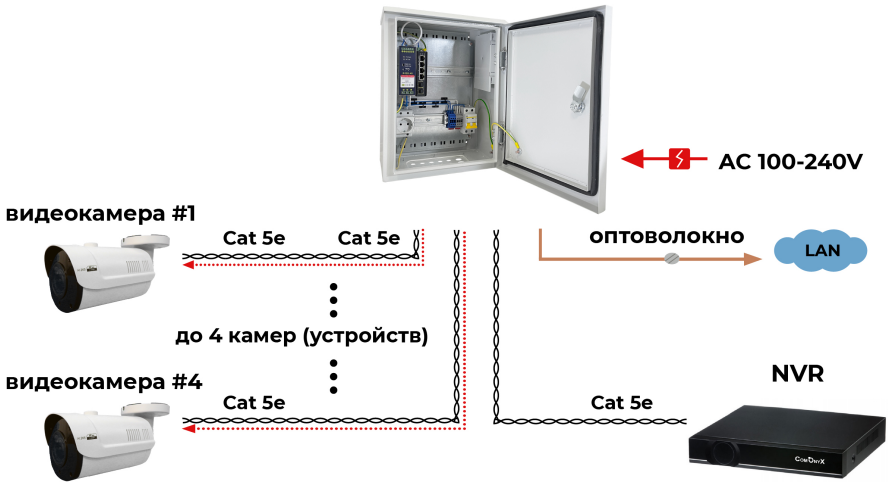 AC 100-240V
видеокамера #1
Cat 5e Cat 5e
оптоволокно
LAN
до 4 камер (устройств)
видеокамера #4
NVR
Cat 5e
Cat 5e
ComOnyX